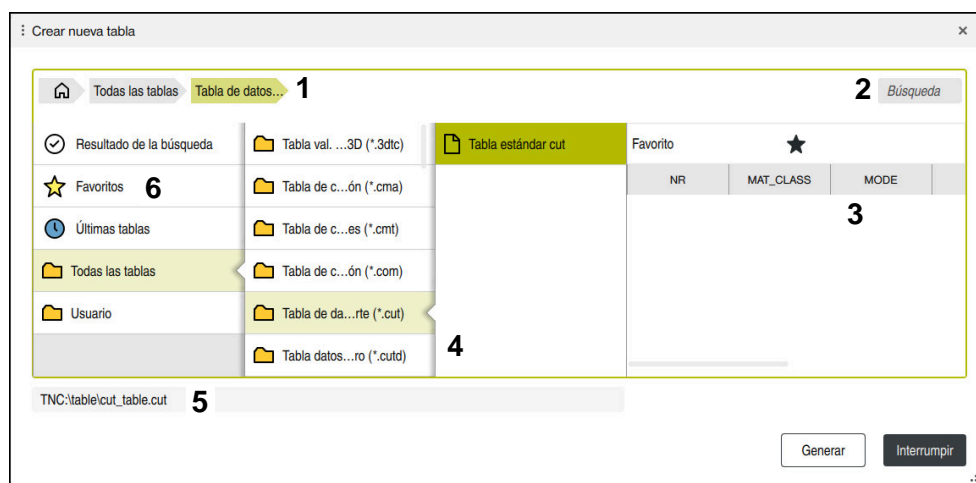 Crear nueva tabla
Todas las tablas Tabla de datos... 1 2 Búsqueda
Resultado de la búsqueda Tabla val. ...3D (*.3dtc) Tabla estándar cut Favorito
Favoritos 6 Tabla de c...ón (*.cma) NR MAT_CLASS MODE
3
Últimas tablas Tabla de c...es (*.cmt)
Todas las tablas Tabla de c...ón (*.com)
Usuario Tabla de da...rte (*.cut)
4
Tabla datos...ro (*.cutd)
TNC:\table\cut_table.cut 5
Generar Interrumpir